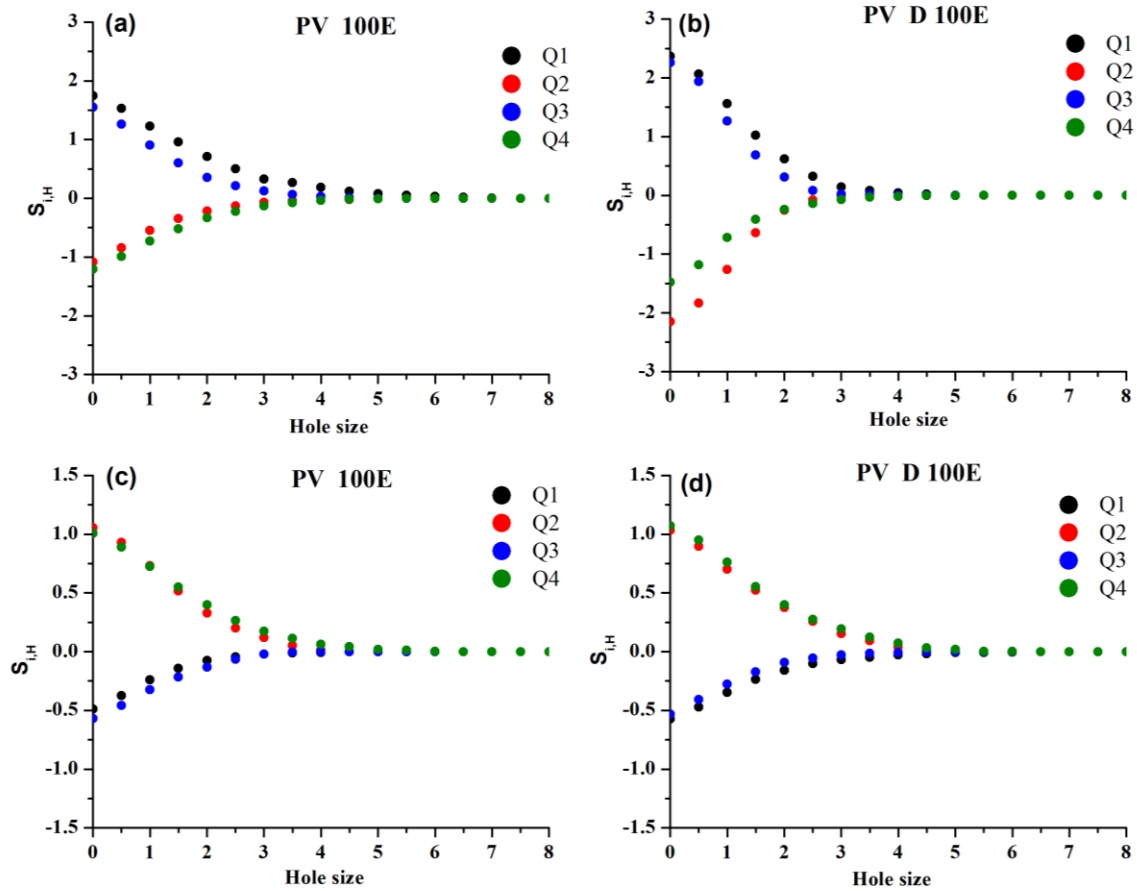 (a) PV 100E
Q1
Q2
Q3
Q4
3
2
1
0
-1
-2
-3
S_{i,H}
0 1 2 3 4 5 6 7 8
Hole size
(b) PV D 100E
Q1
Q2
Q3
Q4
3
2
1
0
-1
-2
-3
S_{i,H}
0 1 2 3 4 5 6 7 8
Hole size
(c) PV 100E
Q1
Q2
Q3
Q4
1.5
1.0
0.5
0.0
-0.5
-1.0
-1.5
S_{i,H}
0 1 2 3 4 5 6 7 8
Hole size
(d) PV D 100E
Q1
Q2
Q3
Q4
1.5
1.0
0.5
0.0
-0.5
-1.0
-1.5
S_{i,H}
0 1 2 3 4 5 6 7 8
Hole size